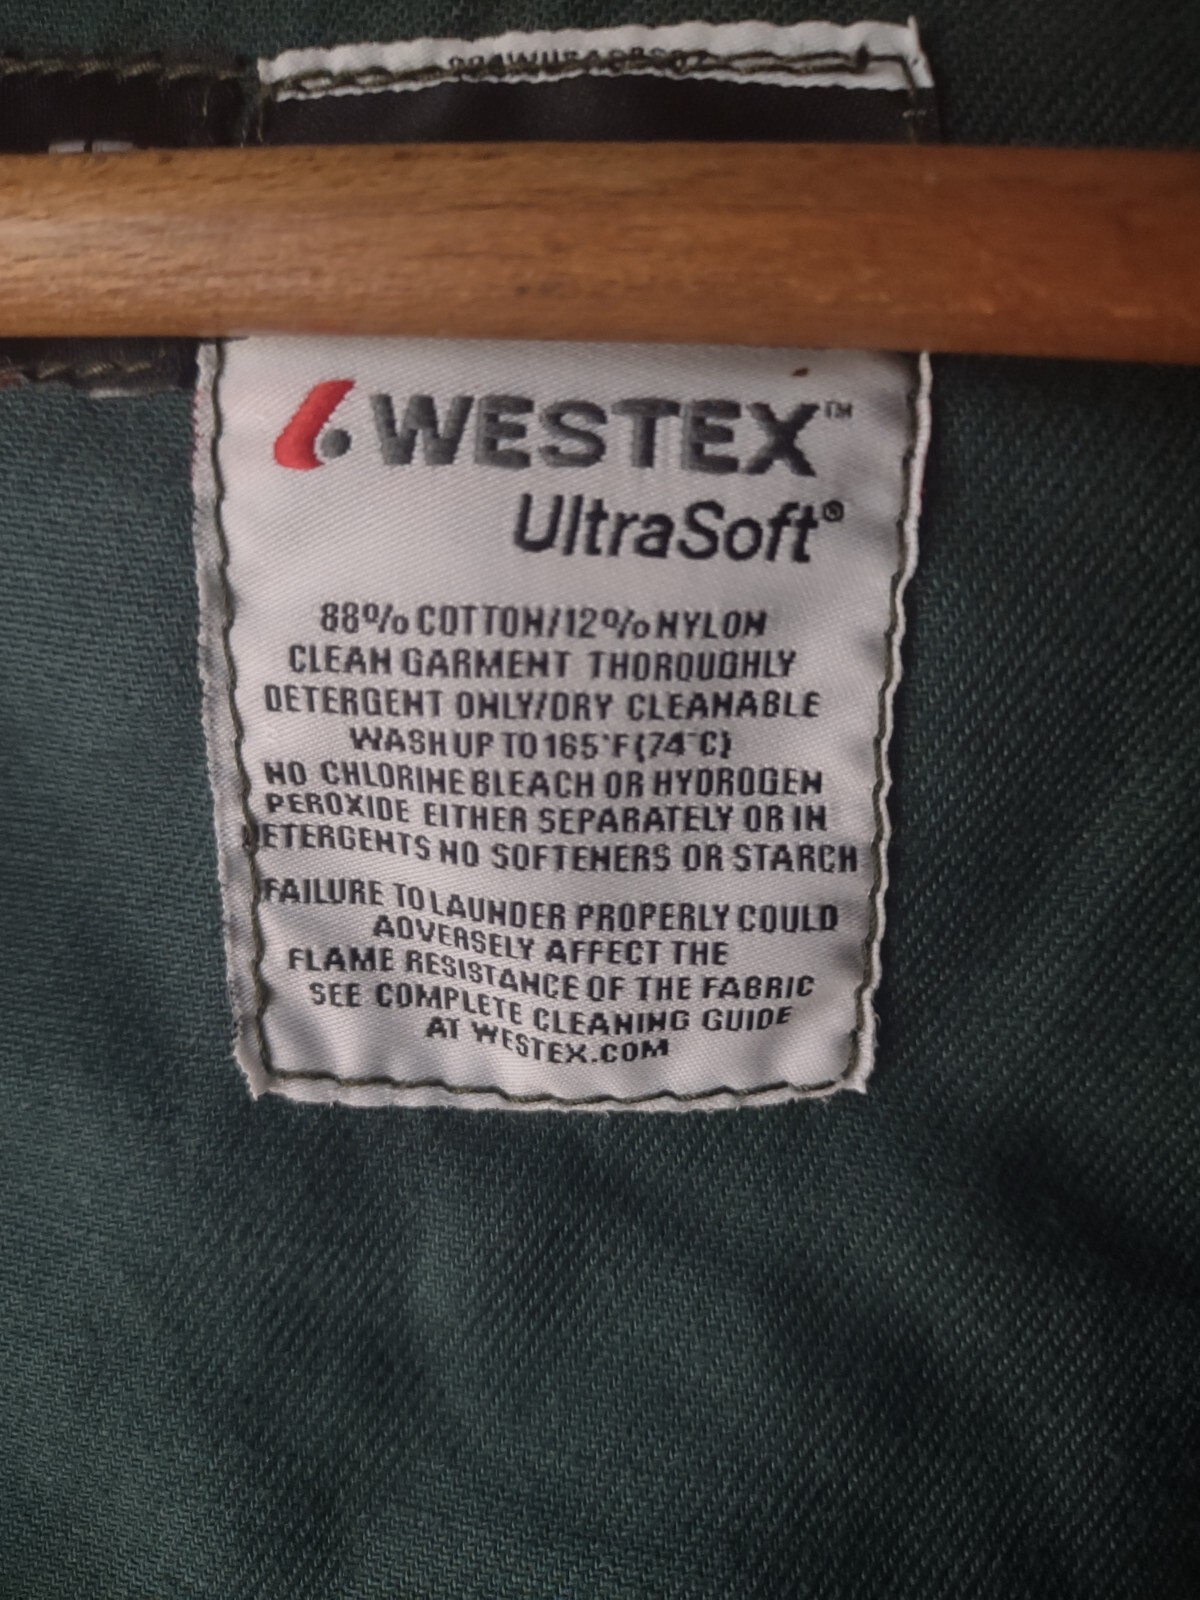 WESTEX™
UltraSoft®
88% COTTON/12% NYLON
CLEAN GARMENT THOROUGHLY
DETERGENT ONLY/DRY CLEANABLE
WASH UP TO 165°F (74°C)
NO CHLORINE BLEACH OR HYDROGEN
PEROXIDE EITHER SEPARATELY OR IN
DETERGENTS NO SOFTENERS OR STARCH
FAILURE TO LAUNDER PROPERLY COULD
ADVERSELY AFFECT THE
FLAME RESISTANCE OF THE FABRIC
SEE COMPLETE CLEANING GUIDE
AT WESTEX.COM